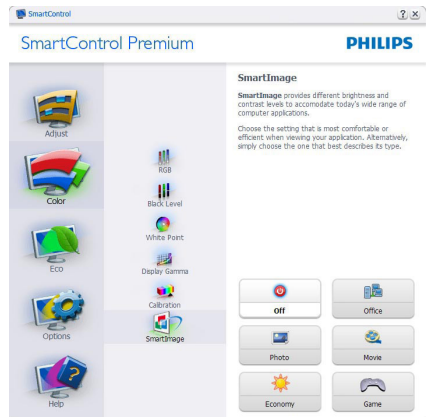 SmartControl
SmartControl Premium
PHILIPS
Adjust
Color
Eco
Options
Help
RGB
Black Level
White Point
Display Gamma
Calibration
SmartImage
SmartImage
SmartImage provides different brightness and
contrast levels to accomodate today's wide range of
computer applications.
Choose the setting that is most comfortable or
efficient when viewing your application. Alternatively,
simply choose the one that best describes its type.
Off
Office
Photo
Movie
Economy
Game